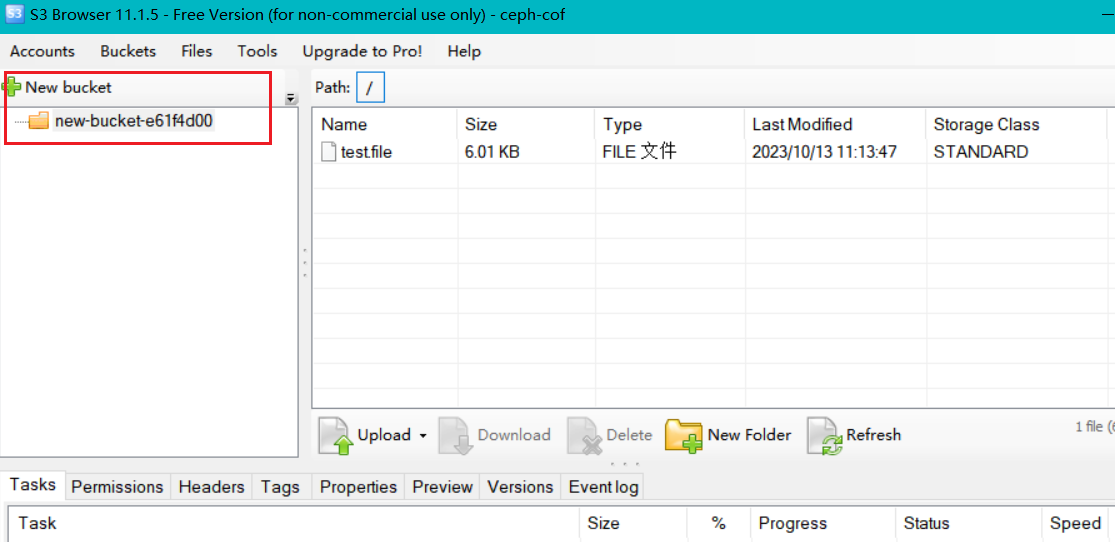 S3 S3 Browser 11.1.5 - Free Version (for non-commercial use only) - ceph-cof
Accounts Buckets Files Tools Upgrade to Pro! Help
New bucket Path: /
new-bucket-e61f4d00
Name Size Type Last Modified Storage Class
test.file 6.01 KB FILE 文件 2023/10/13 11:13:47 STANDARD
Upload Download Delete New Folder Refresh 1 file (
Tasks Permissions Headers Tags Properties Preview Versions Event log
Task Size % Progress Status Speed